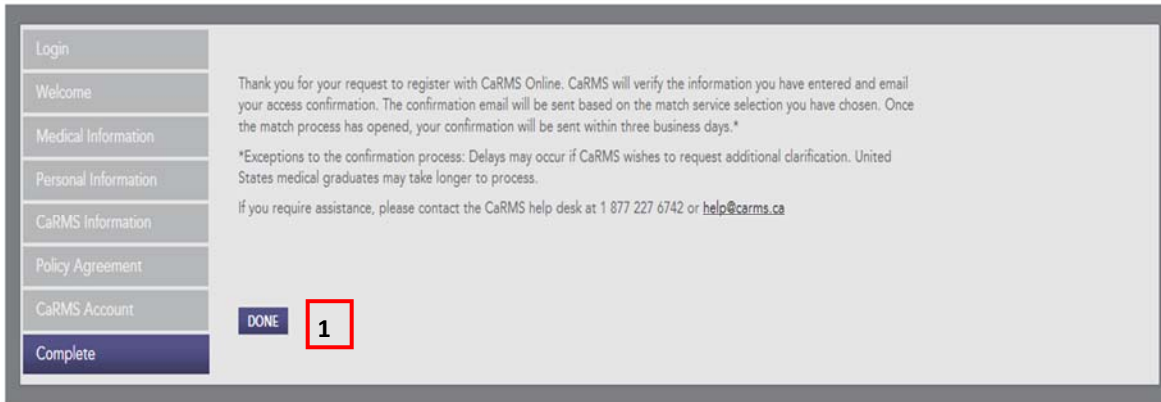 Login
Welcome
Medical Information
Personal Information
CaRMS Information
Policy Agreement
CaRMS Account
Complete
Thank you for your request to register with CaRMS Online. CaRMS will verify the information you have entered and email
your access confirmation. The confirmation email will be sent based on the match service selection you have chosen. Once
the match process has opened, your confirmation will be sent within three business days.*
*Exceptions to the confirmation process: Delays may occur if CaRMS wishes to request additional clarification. United
States medical graduates may take longer to process.
If you require assistance, please contact the CaRMS help desk at 1 877 227 6742 or help@carms.ca
DONE
1